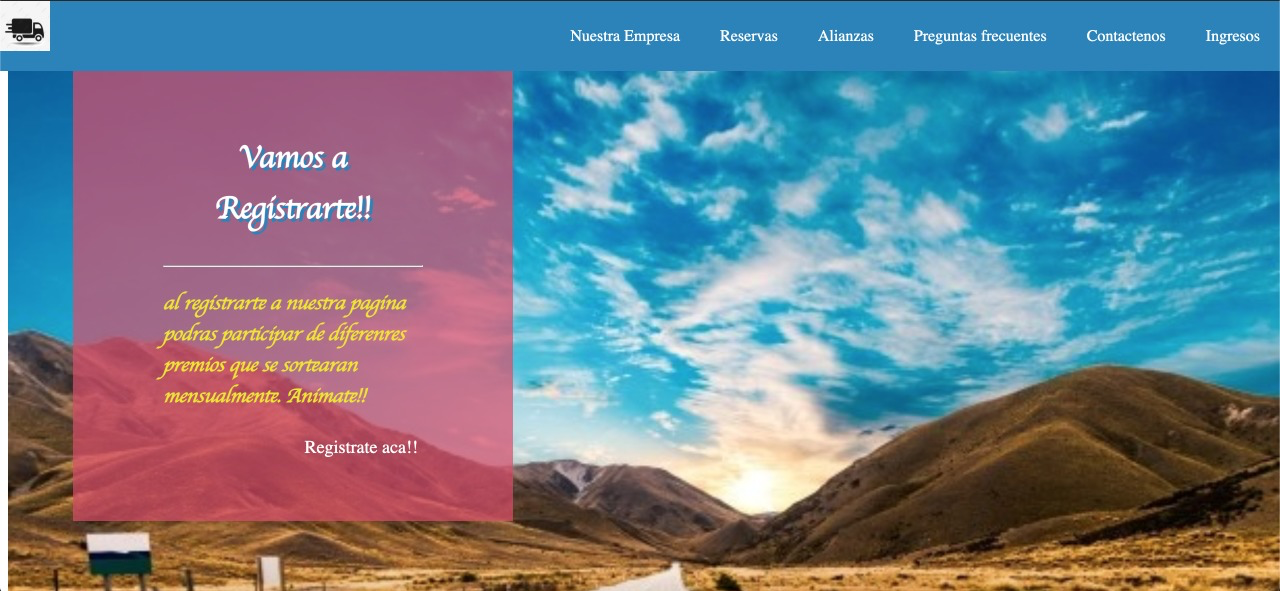 Nuestra Empresa Reservas Alianzas Preguntas frecuentes Contactenos Ingresos
Vamos a
Registrarte!!
al registrarte a nuestra pagina
podras participar de diferenres
premios que se sortearan
mensualmente. Animate!!
Registrate aca!!